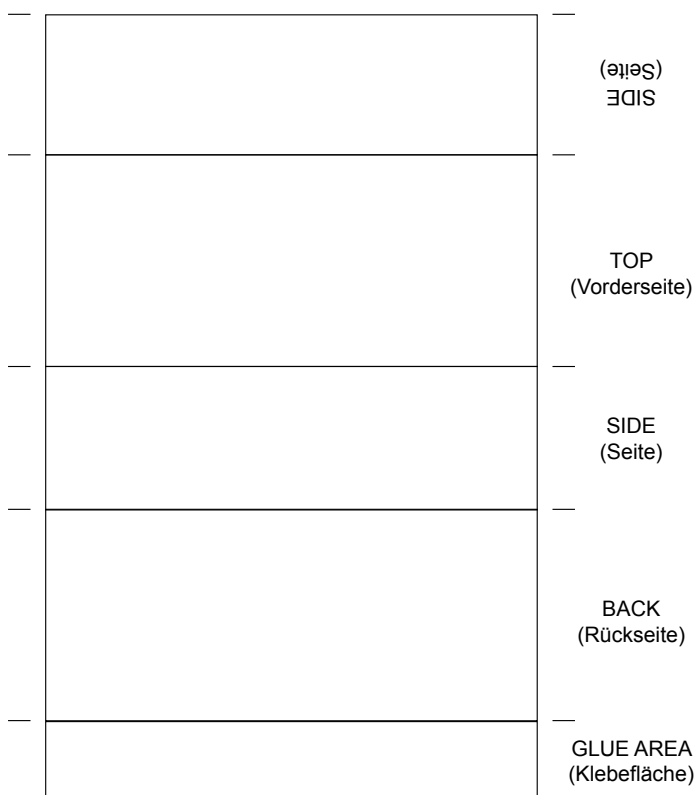 SIDE
(Seite)
TOP
(Vorderseite)
SIDE
(Seite)
BACK
(Rückseite)
GLUE AREA
(Klebefläche)